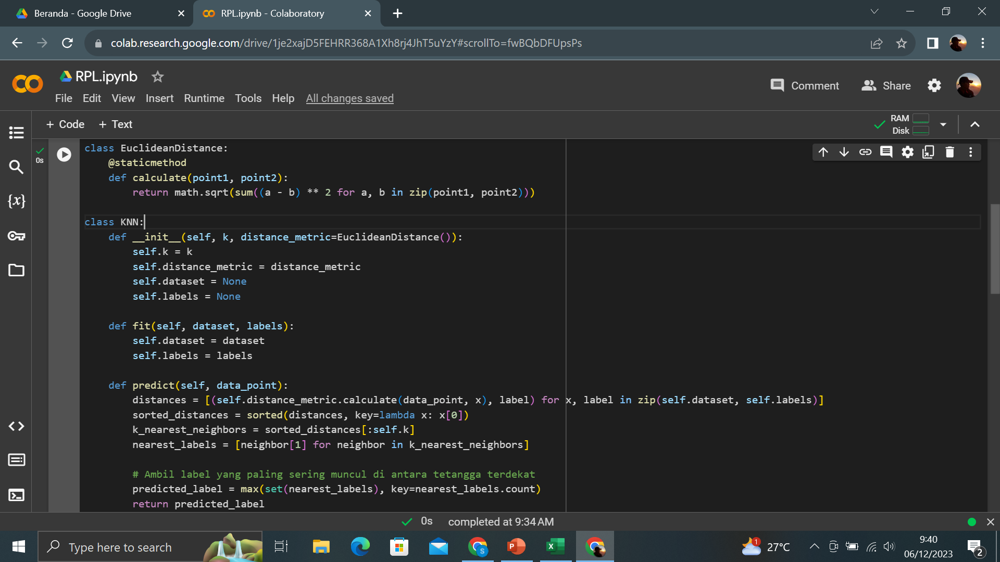 Beranda - Google Drive
RPL.ipynb - Colaboratory
colab.research.google.com/drive/1je2xajD5FEHRR368A1Xh8rj4JhT5uYzY#scrollTo=fwBQbDFUpsPs
RPL.ipynb
Comment
Share
File Edit View Insert Runtime Tools Help All changes saved
+ Code + Text
RAM
Disk
0s
class EuclideanDistance:
    @staticmethod
    def calculate(point1, point2):
        return math.sqrt(sum((a - b) ** 2 for a, b in zip(point1, point2)))

class KNN:
    def __init__(self, k, distance_metric=EuclideanDistance()):
        self.k = k
        self.distance_metric = distance_metric
        self.dataset = None
        self.labels = None

    def fit(self, dataset, labels):
        self.dataset = dataset
        self.labels = labels

    def predict(self, data_point):
        distances = [(self.distance_metric.calculate(data_point, x), label) for x, label in zip(self.dataset, self.labels)]
        sorted_distances = sorted(distances, key=lambda x: x[0])
        k_nearest_neighbors = sorted_distances[:self.k]
        nearest_labels = [neighbor[1] for neighbor in k_nearest_neighbors]

        # Ambil label yang paling sering muncul di antara tetangga terdekat
        predicted_label = max(set(nearest_labels), key=nearest_labels.count)
        return predicted_label
0s completed at 9:34 AM
Type here to search
S
P
X
1
27°C
9:40
06/12/2023
2